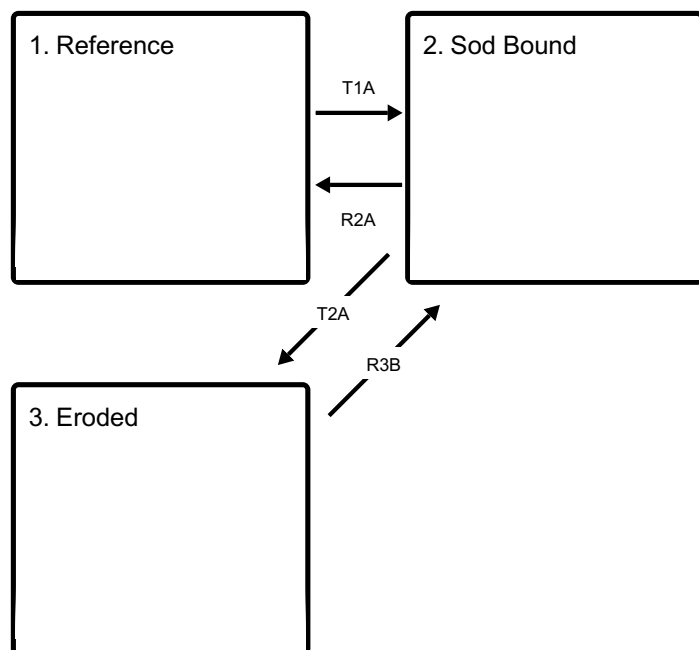 1. Reference
2. Sod Bound
T1A
R2A
T2A
R3B
3. Eroded